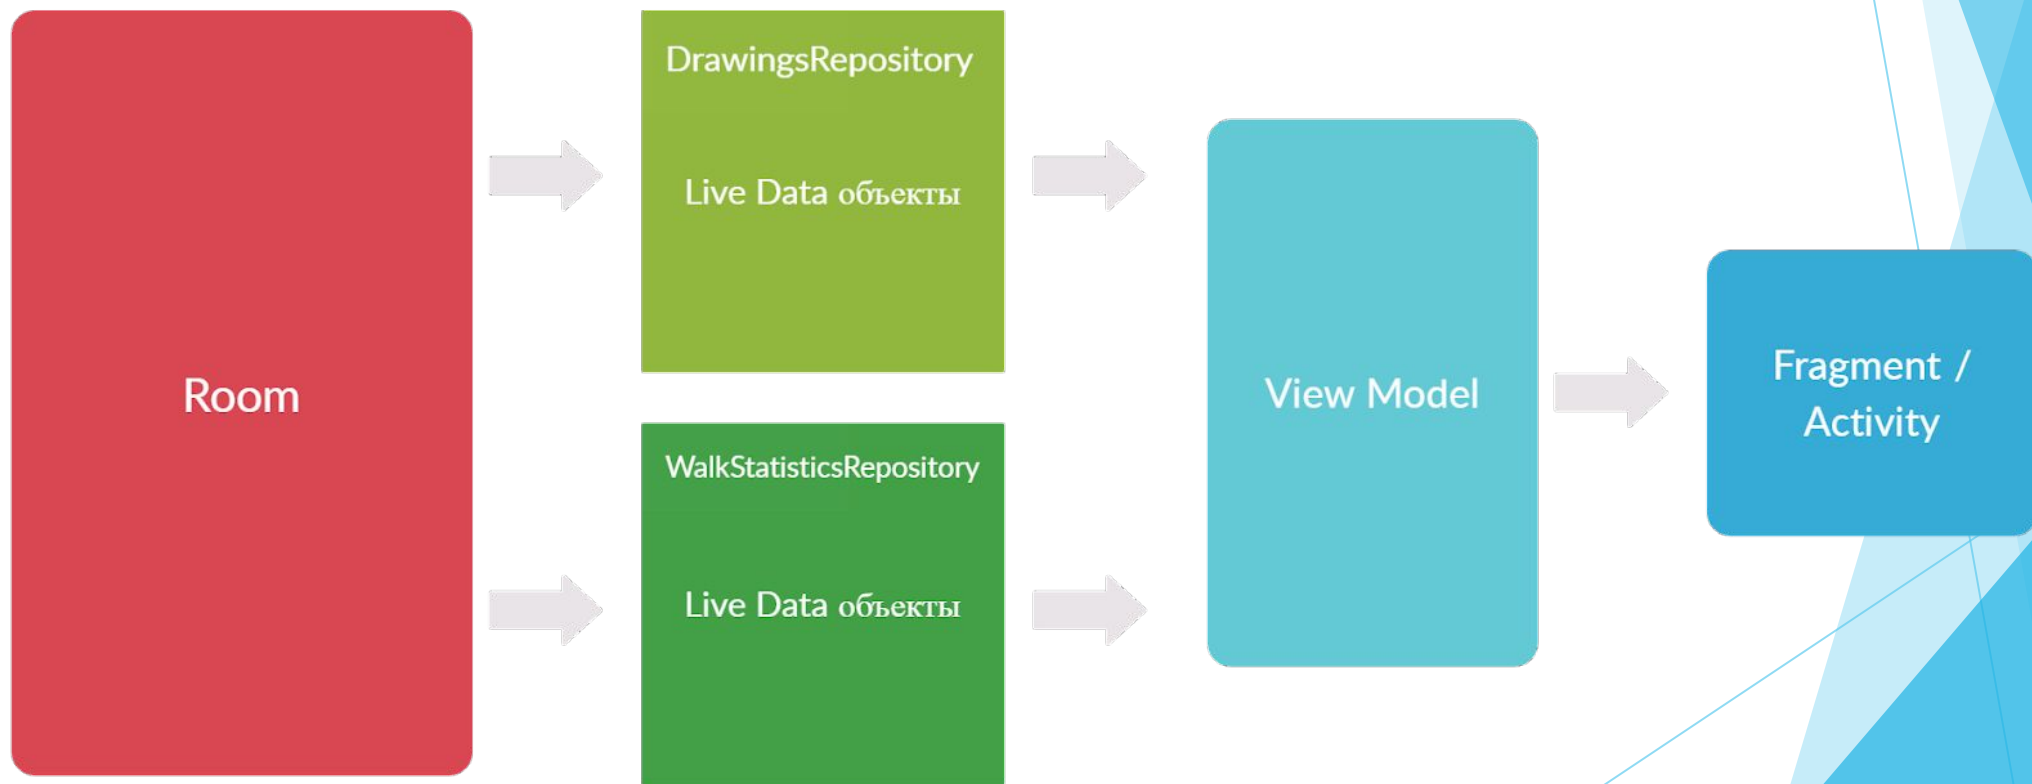 Room
DrawingsRepository
Live Data объекты
WalkStatisticsRepository
Live Data объекты
View Model
Fragment /
Activity